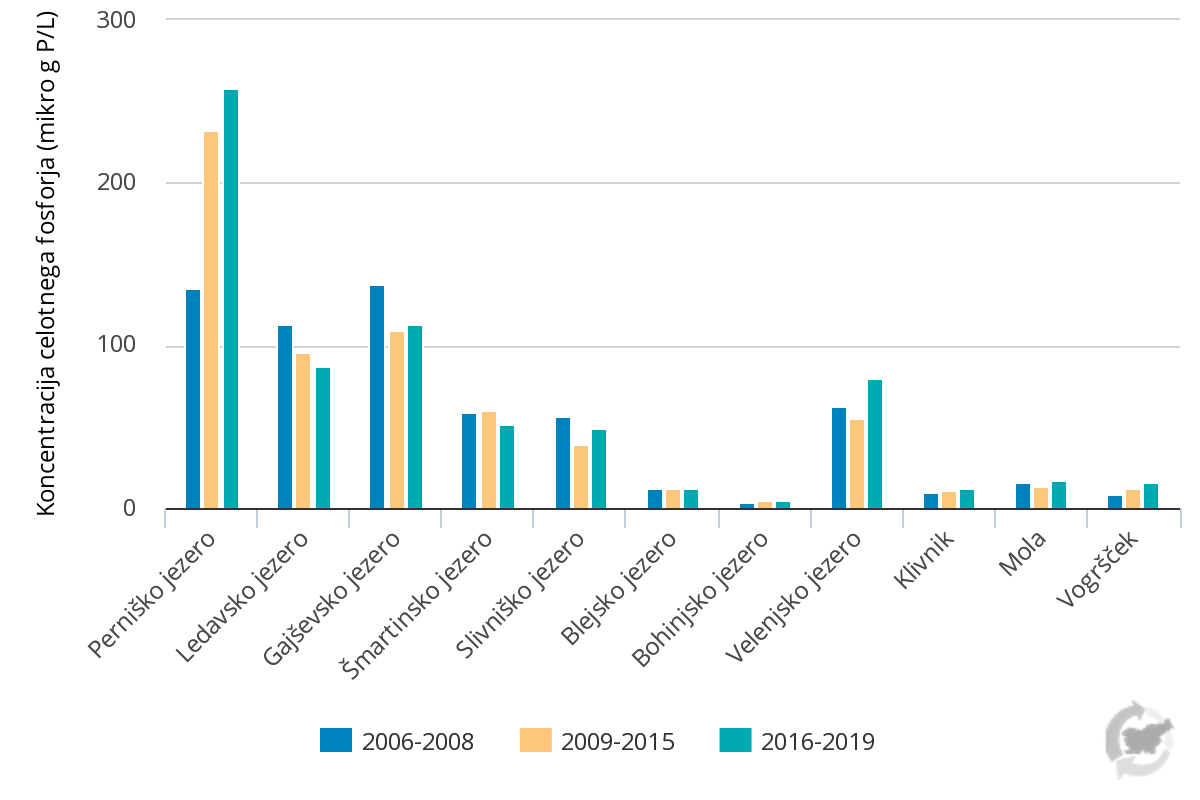 Koncentracija celotnega fosforja (mikro g P/L)
300
200
100
0
Perniško jezero
Ledavsko jezero
Gajševsko jezero
Šmartinsko jezero
Slivniško jezero
Blejsko jezero
Bohinjsko jezero
Velenjsko jezero
Klivnik
Mola
Vogršček
2006-2008
2009-2015
2016-2019